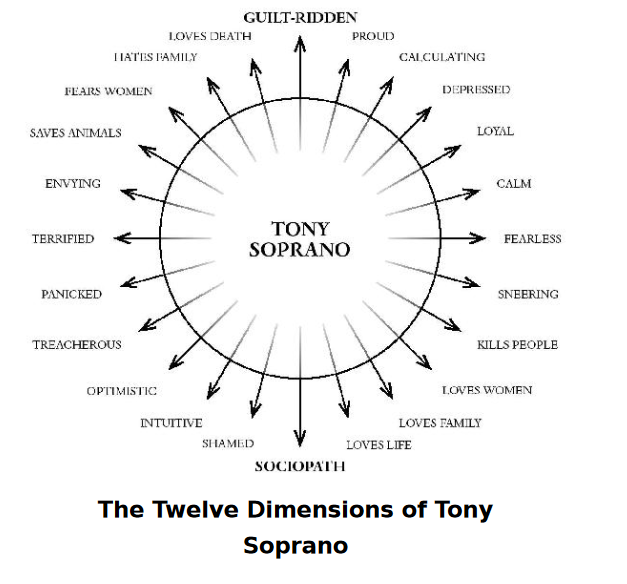 GUILT-RIDDEN
LOVES DEATH
PROUD
HATES FAMILY
CALCULATING
FEARS WOMEN
DEPRESSED
SAVES ANIMALS
LOYAL
ENVYING
CALM
TONY
SOPRANO
TERRIFIED
FEARLESS
PANICKED
SNEERING
TREACHEROUS
KILLS PEOPLE
OPTIMISTIC
LOVES WOMEN
INTUITIVE
LOVES FAMILY
SHAMED
LOVES LIFE
SOCIOPATH
The Twelve Dimensions of Tony
Soprano